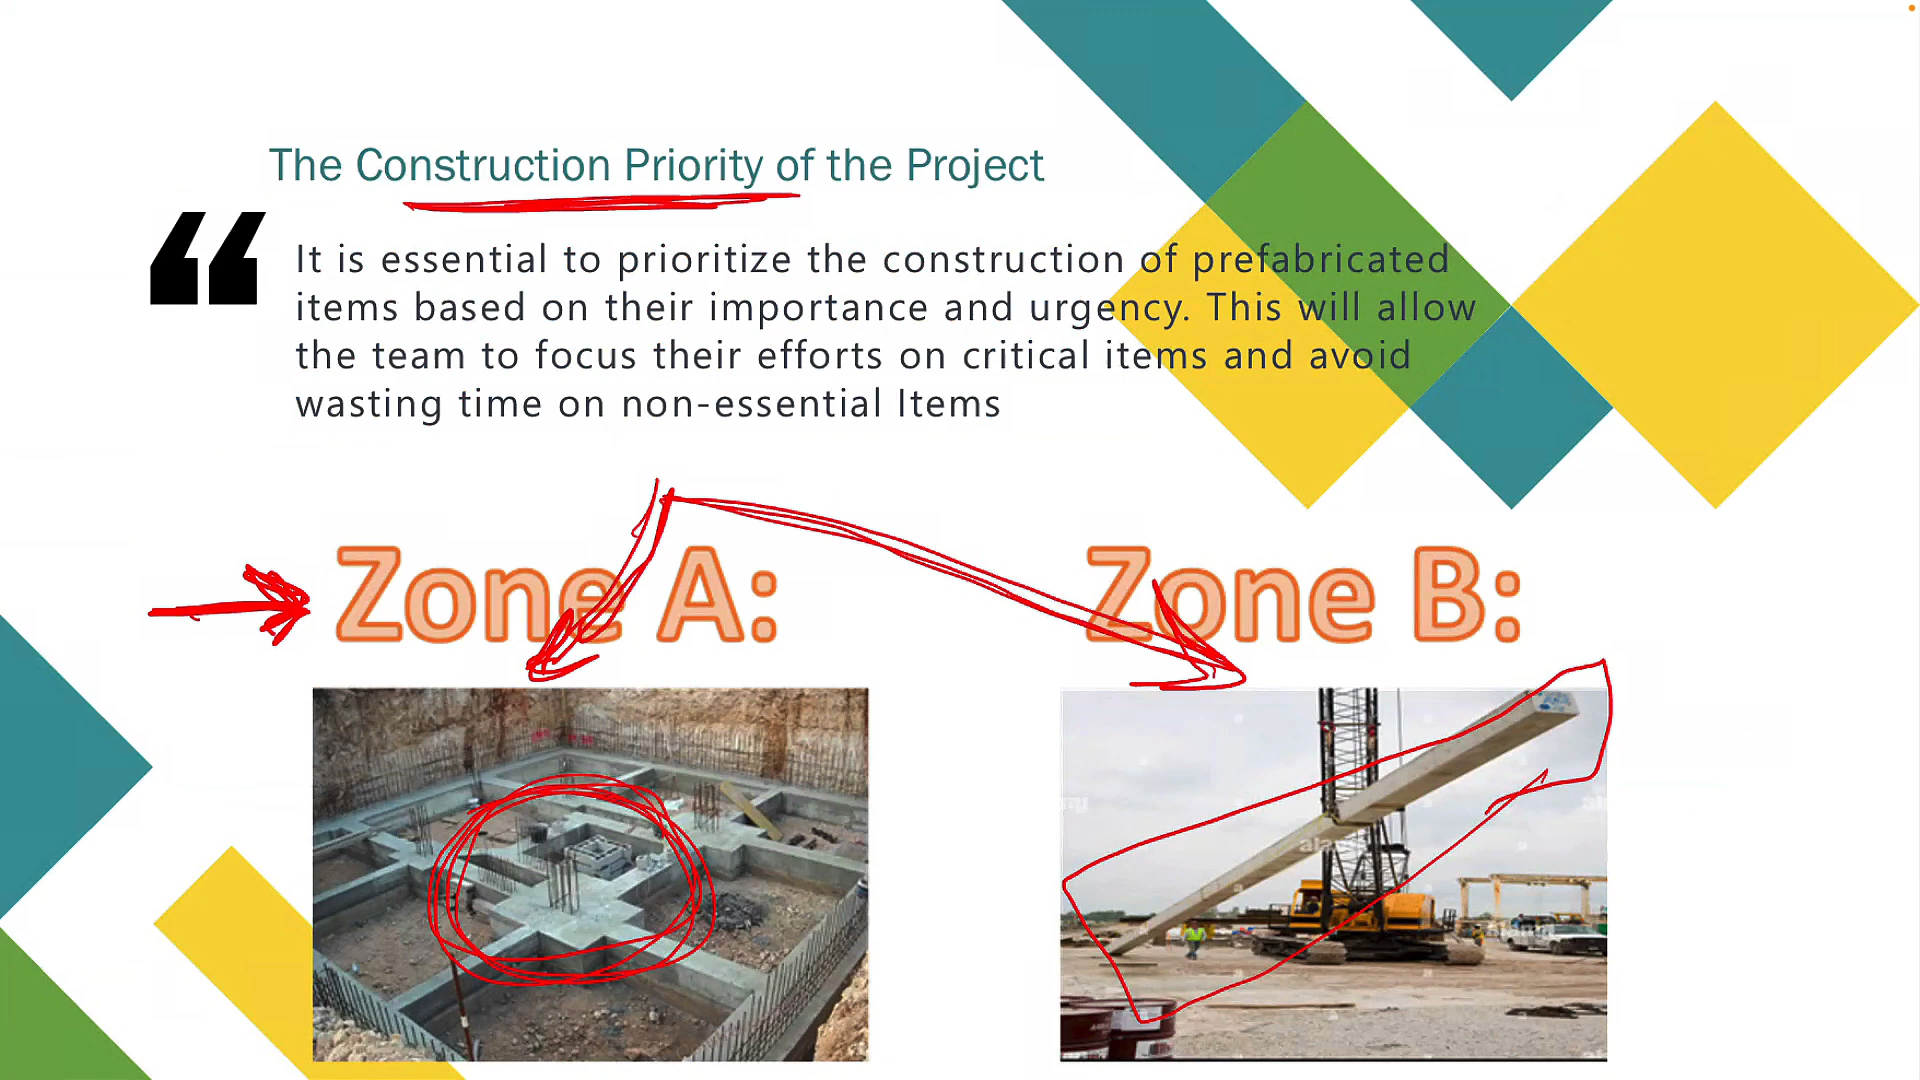 The Construction Priority of the Project
“
It is essential to prioritize the construction of prefabricated
items based on their importance and urgency. This will allow
the team to focus their efforts on critical items and avoid
wasting time on non-essential Items
Zone A:
Zone B: